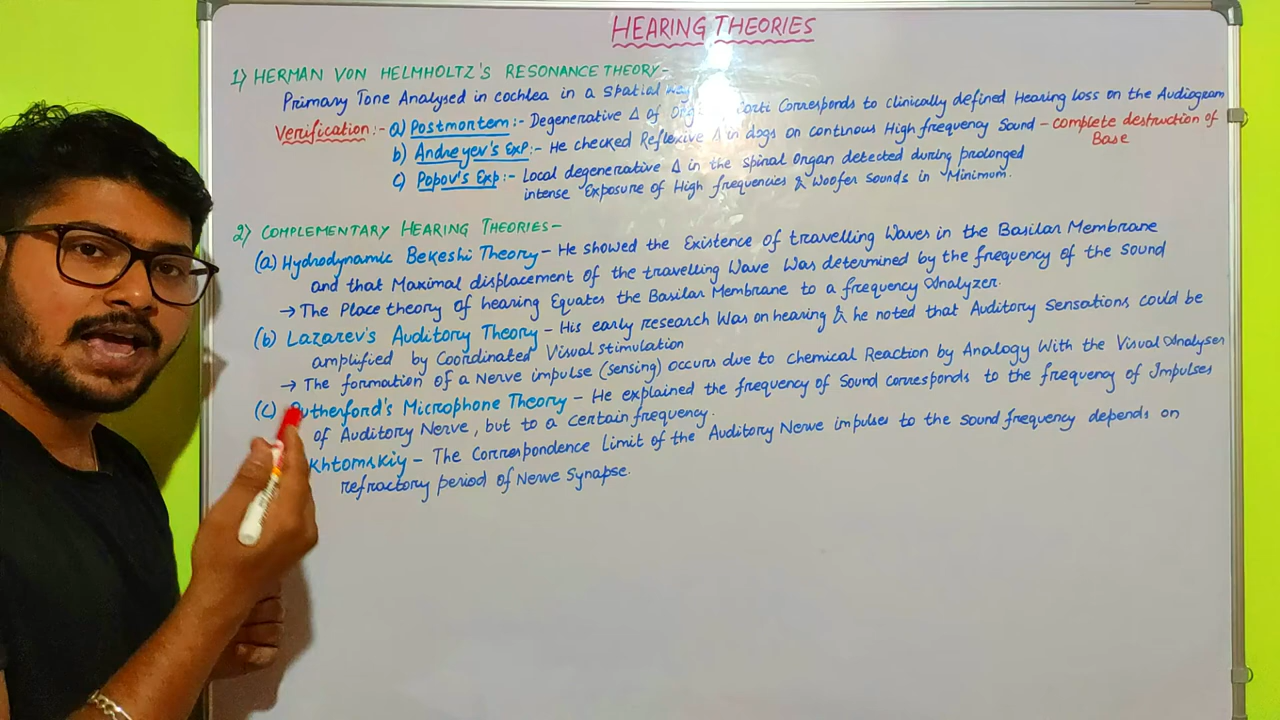 HEARING THEORIES
1) HERMAN VON HELMHOLTZ'S RESONANCE THEORY-
Primary Tone Analysed in cochlea in a spatial way
Verification:- a) Postmortem:- Degenerative Δ of Organ Corti Corresponds to clinically defined Hearing loss on the Audiogram
b) Andreyev's Exp:- He checked Reflexive Δ in dogs on continous High frequency Sound - complete destruction of
Base
c) Popov's Exp:- Local degenerative Δ in the spinal Organ detected during prolonged
intense Exposure of High frequencies & Woofer Sounds in Minimum.
2) COMPLEMENTARY HEARING THEORIES-
(a) Hydrodynamic Bekeshi Theory - He showed the Existence of travelling Waves in the Basilar Membrane
and that Maximal displacement of the travelling Wave Was determined by the frequency of the Sound
→ The Place theory of hearing Equates the Basilar Membrane to a frequency Analyzer.
(b) Lazarev's Auditory Theory - His early research Was on hearing & he noted that Auditory Sensations could be
amplified by Coordinated Visual Stimulation
→ The formation of a Nerve impulse (sensing) occurs due to chemical Reaction by Analogy With the Visual Analyser
(c) Rutherford's Microphone Theory - He explained the frequency of Sound corresponds to the frequency of Impulses
of Auditory Nerve, but to a certain frequency.
khtomskiy - The Correspondence Limit of the Auditory Nerve impulses to the sound frequency depends on
refractory period of Nerve Synapse.